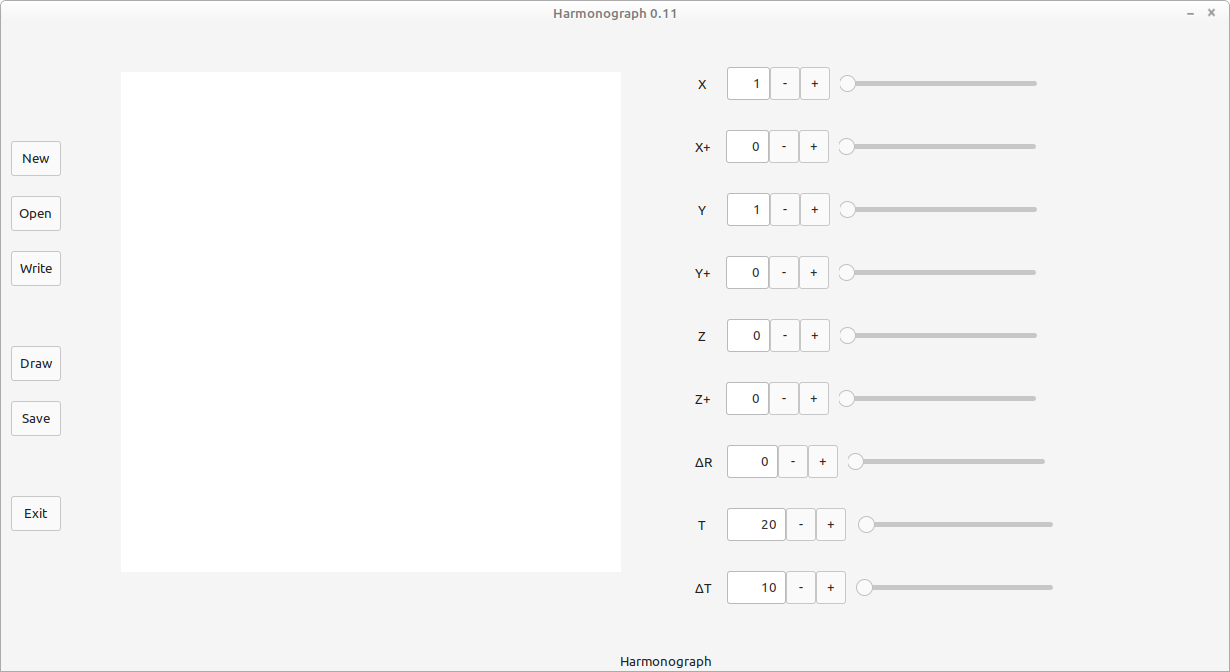 Harmonograph 0.11
New
Open
Write
Draw
Save
Exit
X 1 - +
X+ 0 - +
Y 1 - +
Y+ 0 - +
Z 0 - +
Z+ 0 - +
ΔR 0 - +
T 20 - +
ΔT 10 - +
Harmonograph